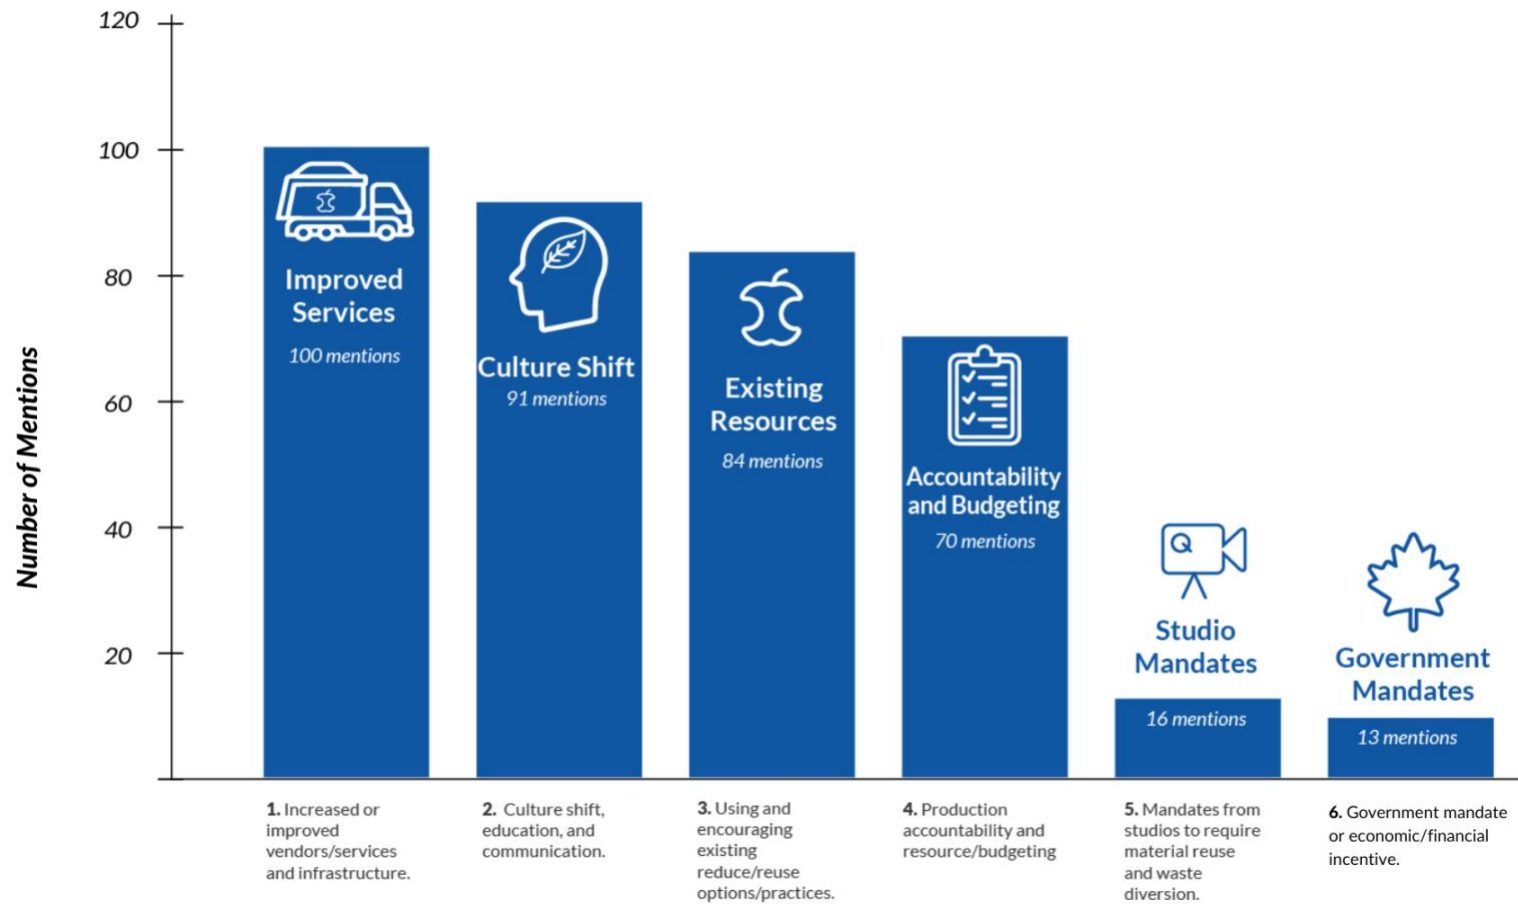 Number of Mentions
120
100
80
60
40
20
Improved
Services
100 mentions
Culture Shift
91 mentions
Existing
Resources
84 mentions
Accountability
and Budgeting
70 mentions
Studio
Mandates
16 mentions
Government
Mandates
13 mentions
1. Increased or
improved
vendors/services
and infrastructure.
2. Culture shift,
education, and
communication.
3. Using and
encouraging
existing
reduce/reuse
options/practices.
4. Production
accountability and
resource/budgeting
5. Mandates from
studios to require
material reuse
and waste
diversion.
6. Government mandate
or economic/financial
incentive.